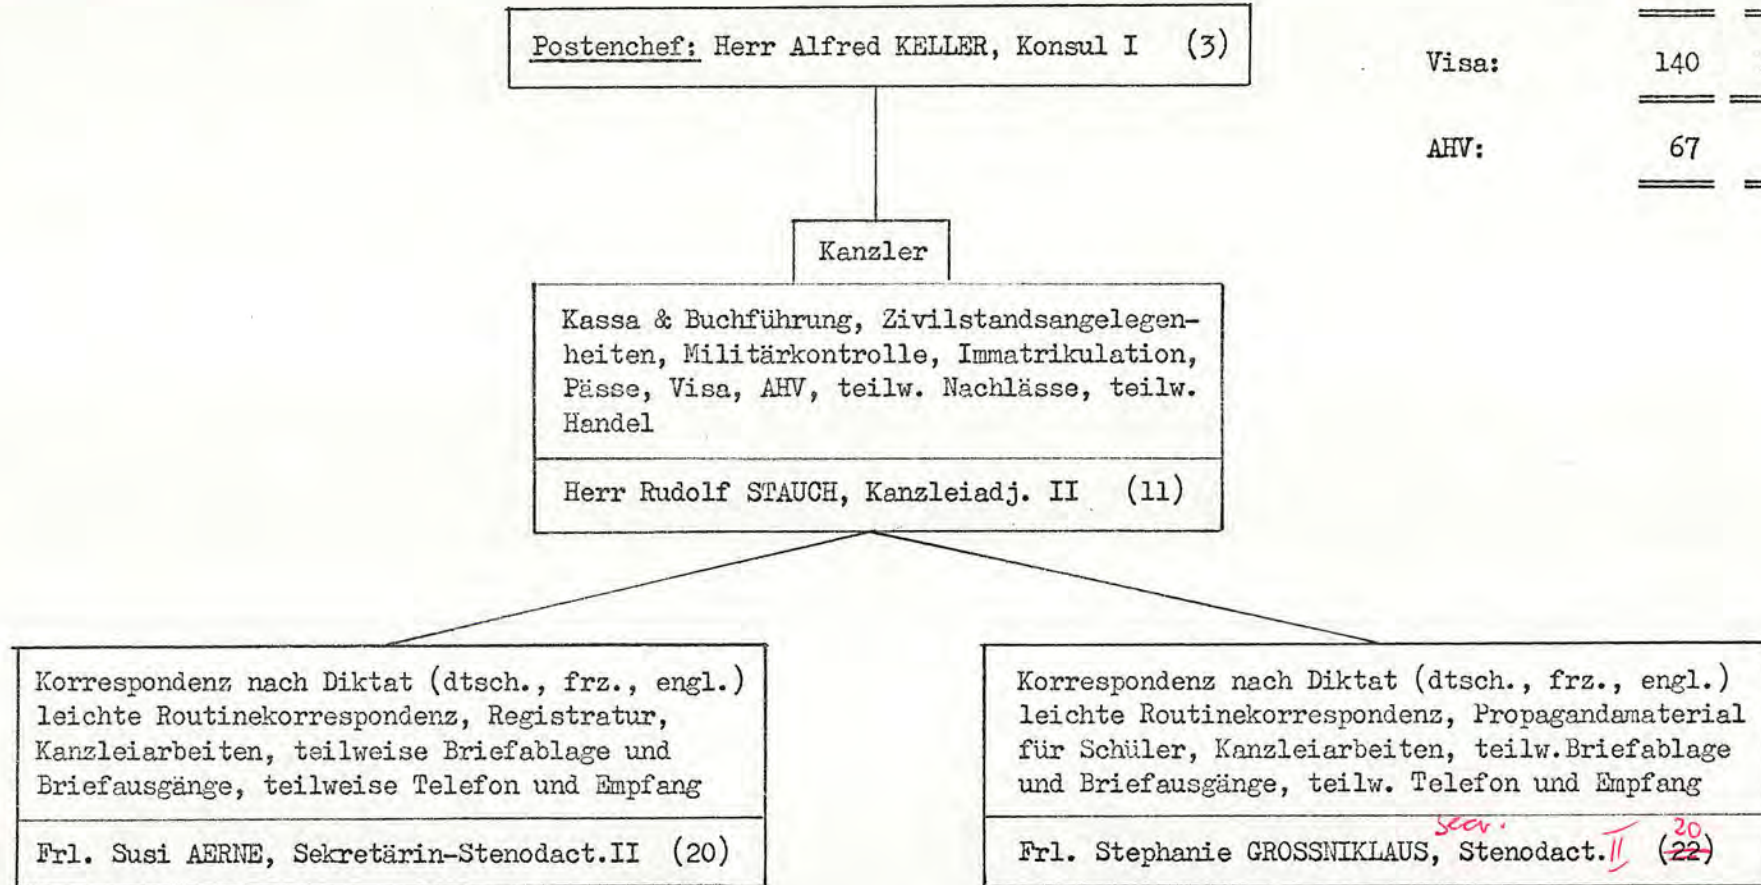 Postenchef: Herr Alfred KELLER, Konsul I (3)
Visa: 140
AHV: 67
Kanzler
Kassa & Buchführung, Zivilstandsangelegen-
heiten, Militärkontrolle, Immatrikulation,
Pässe, Visa, AHV, teilw. Nachlässe, teilw.
Handel
Herr Rudolf STAUCH, Kanzleiadj. II (11)
Korrespondenz nach Diktat (dtsch., frz., engl.)
leichte Routinekorrespondenz, Registratur,
Kanzleiarbeiten, teilweise Briefablage und
Briefausgänge, teilweise Telefon und Empfang
Frl. Susi AERNE, Sekretärin-Stenodact.II (20)
Korrespondenz nach Diktat (dtsch., frz., engl.)
leichte Routinekorrespondenz, Propagandamaterial
für Schüler, Kanzleiarbeiten, teilw.Briefablage
und Briefausgänge, teilw. Telefon und Empfang
secr. 20
Frl. Stephanie GROSSNIKLAUS, Stenodact.II (22)